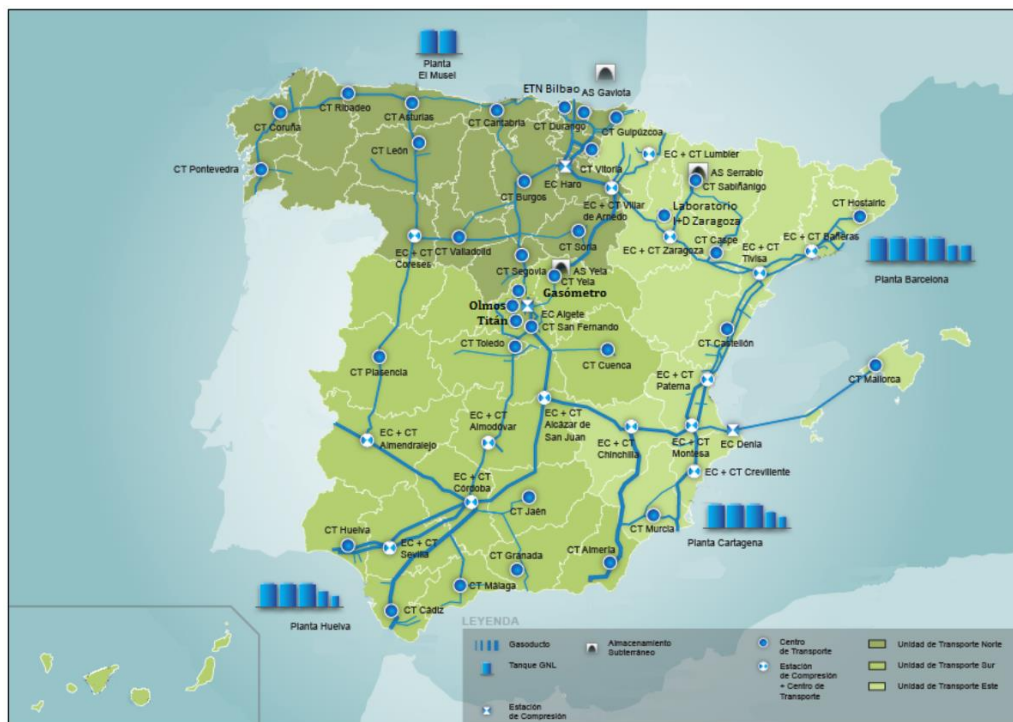 Planta
El Musel
ETN Bilbao
AS Gaviota
CT Ribadeo
CT Asturias
CT Cantabria
CT Durango
CT Guipúzcoa
CT Coruña
CT León
CT Vitoria
EC + CT Lumbier
CT Pontevedra
EC Haro
AS Serrablo
CT Sabiñánigo
CT Burgos
EC + CT Villar
de Arnedo
Laboratorio
I+D Zaragoza
CT Hostalric
EC + CT
Coreses
CT Valladolid
CT Soria
EC + CT Zaragoza
CT Caspe
EC + CT
Tivisa
EC + CT Bañeras
Planta Barcelona
CT Segovia
AS Yela
CT Yela
Gasómetro
Olmos
Titán
EC Algete
CT San Fernando
CT Toledo
CT Castellón
CT Plasencia
CT Cuenca
EC + CT
Paterna
CT Mallorca
EC + CT
Almendralejo
EC + CT
Almodóvar
EC + CT
Alcázar de
San Juan
EC + CT
Chinchilla
EC + CT
Montesa
EC Denia
EC + CT
Córdoba
EC + CT Crevillente
CT Jaén
CT Huelva
EC + CT
Sevilla
CT Murcia
Planta Cartagena
CT Granada
CT Almería
CT Málaga
CT Cádiz
Planta Huelva
LEYENDA
Gasoducto
Tanque GNL
Estación
de Compresión
Almacenamiento
Subterráneo
Centro
de Transporte
Estación
de Compresión
+ Centro de
Transporte
Unidad de Transporte Norte
Unidad de Transporte Sur
Unidad de Transporte Este